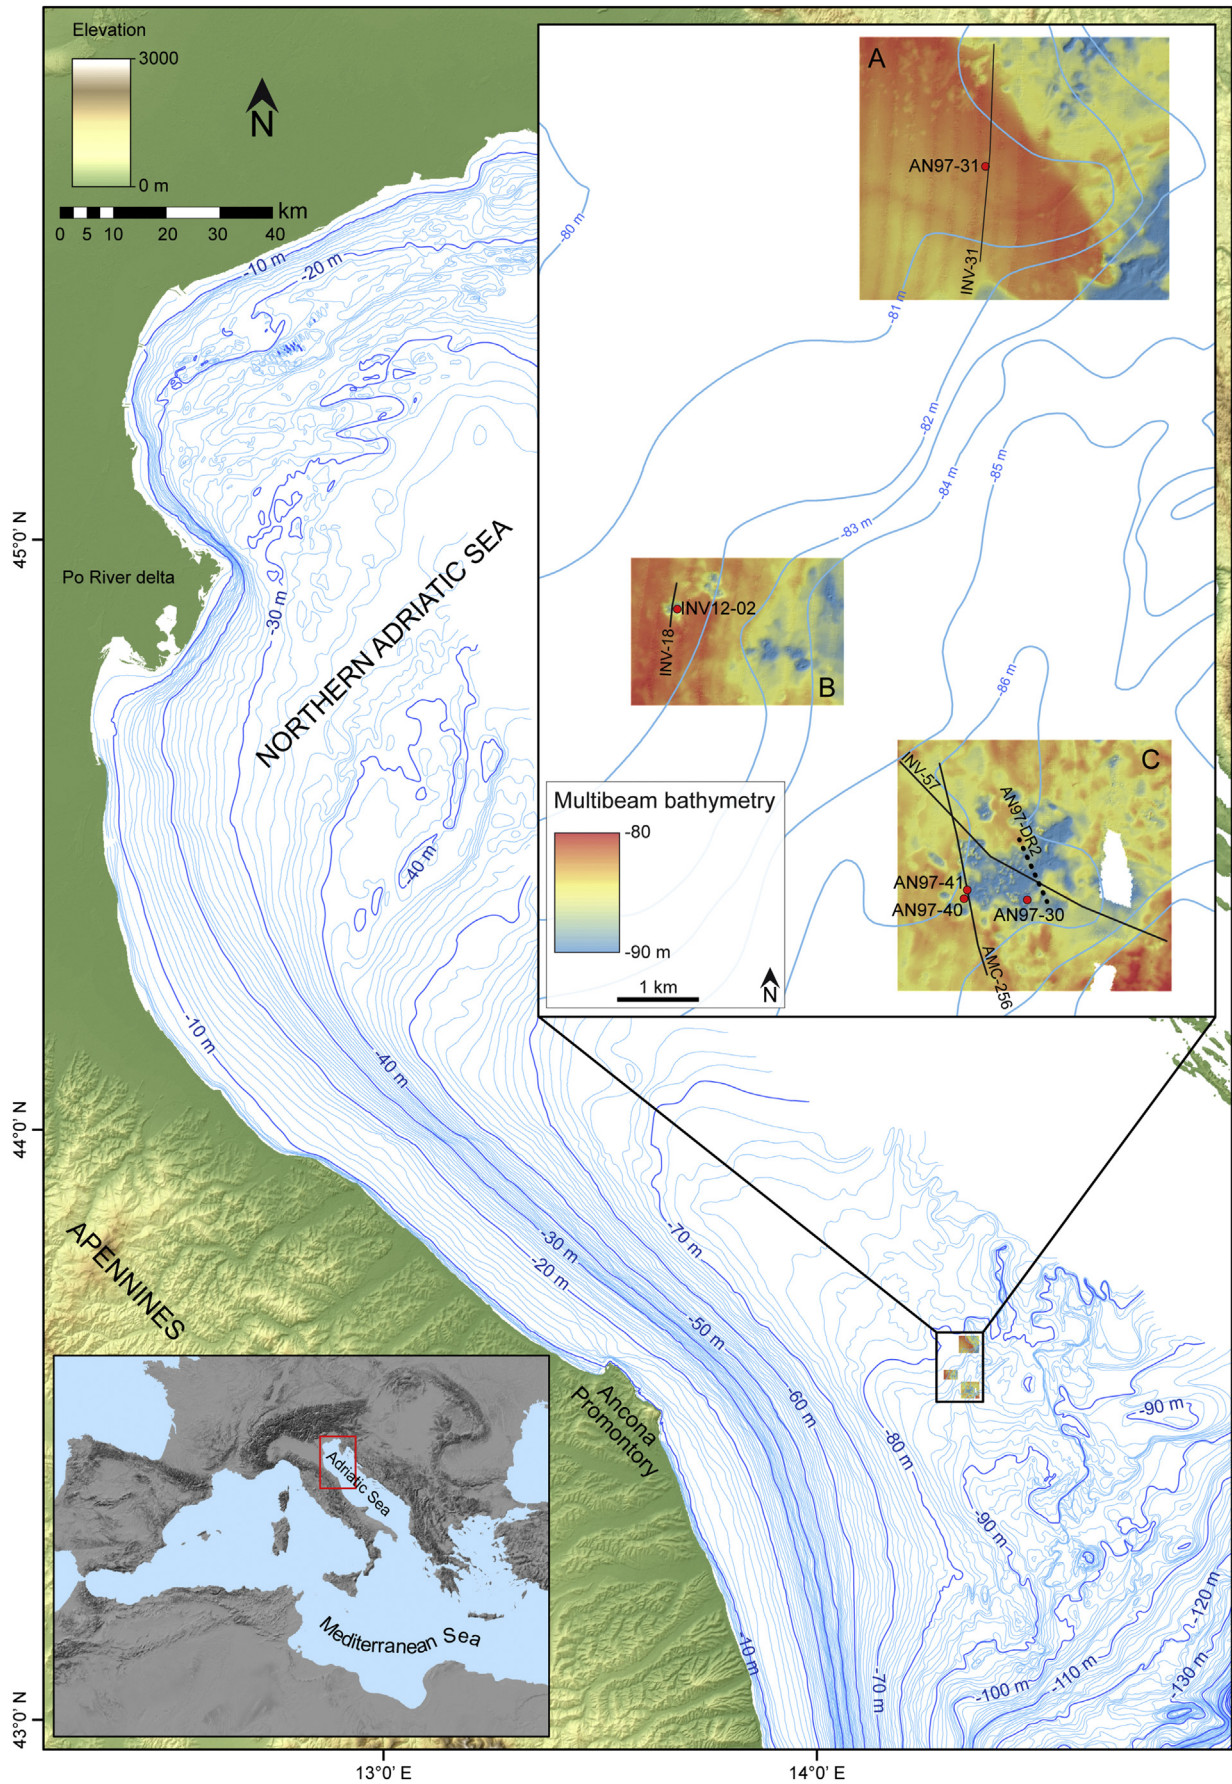 Elevation
3000
0 m
N
km
0 5 10 20 30 40
-10 m
-20 m
45°0' N
Po River delta
-30 m
NORTHERN ADRIATIC SEA
-40 m
A
AN97-31
INV-31
-80 m
-81 m
-82 m
-84 m
-85 m
-83 m
INV12-02
INV-18
B
-86 m
C
INV-57
AN97-DR2
AN97-41
AN97-40
AN97-30
AMC-256
Multibeam bathymetry
-80
-90 m
1 km
N
-10 m
-40 m
44°0' N
-70 m
-30 m
-20 m
APENNINES
-50 m
Ancona
Promontory
-60 m
-80 m
-90 m
-90 m
-120 m
-10 m
-70 m
-100 m
-110 m
-130 m
Adriatic Sea
Mediterranean Sea
43°0' N
13°0' E
14°0' E